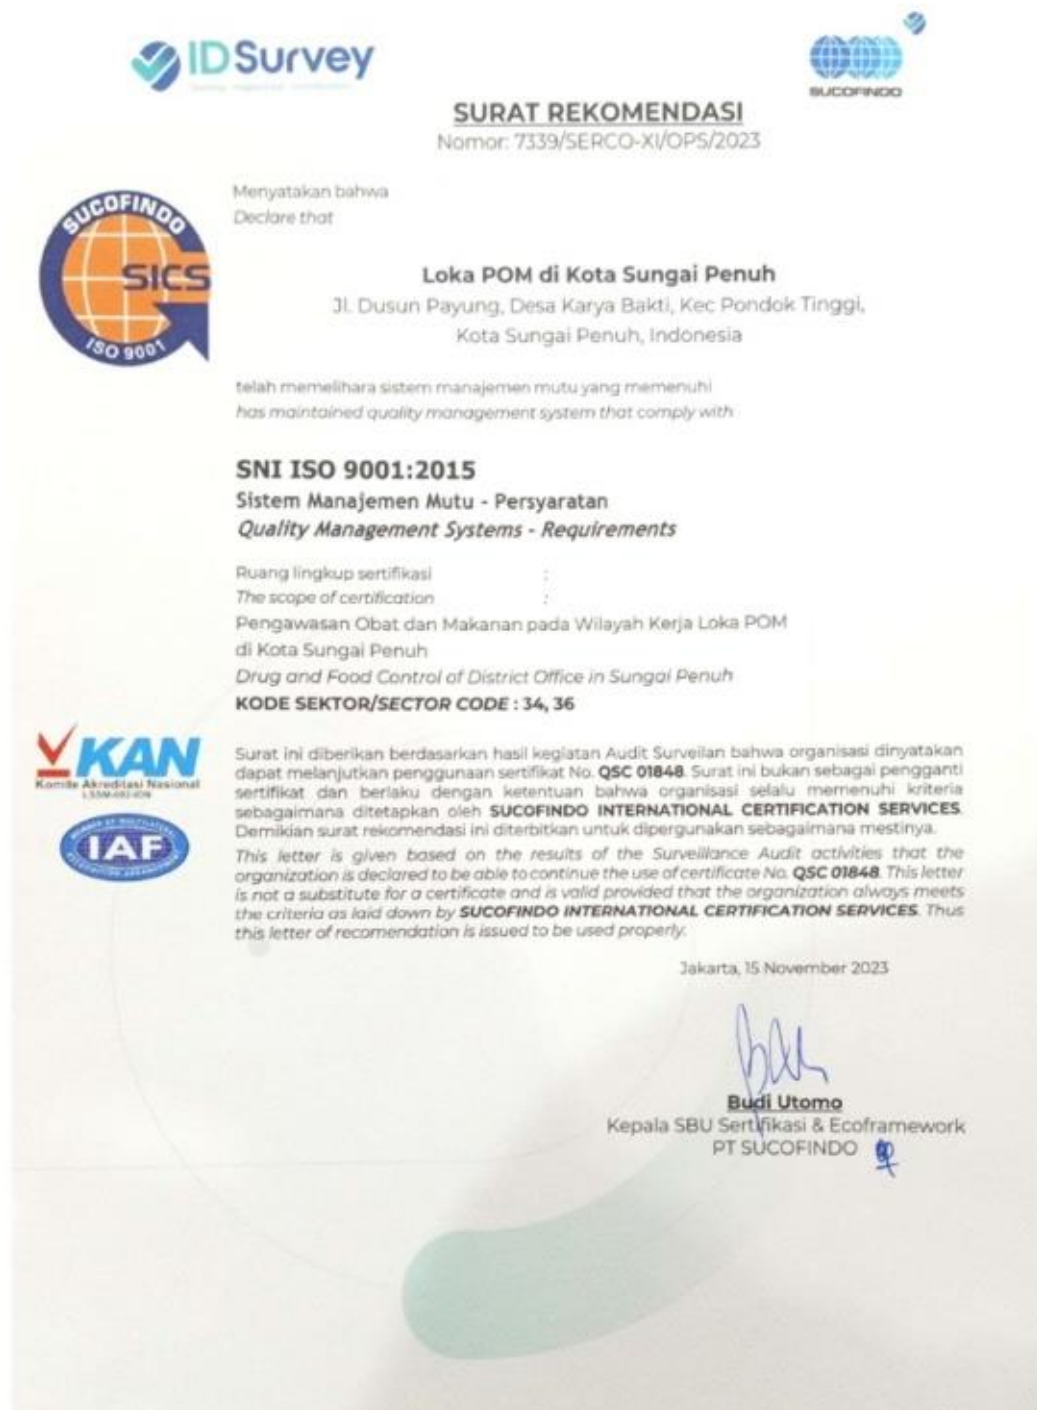 IDSurvey
SUCOFINDO
SURAT REKOMENDASI
Nomor: 7339/SERCO-XI/OPS/2023
Menyatakan bahwa
Declare that
SUCOFINDO
SICS
ISO 9001
Loka POM di Kota Sungai Penuh
Jl. Dusun Payung, Desa Karya Bakti, Kec Pondok Tinggi,
Kota Sungai Penuh, Indonesia
telah memelihara sistem manajemen mutu yang memenuhi
has maintained quality management system that comply with
SNI ISO 9001:2015
Sistem Manajemen Mutu - Persyaratan
Quality Management Systems - Requirements
Ruang lingkup sertifikasi :
The scope of certification :
Pengawasan Obat dan Makanan pada Wilayah Kerja Loka POM
di Kota Sungai Penuh
Drug and Food Control of District Office in Sungai Penuh
KODE SEKTOR/SECTOR CODE : 34, 36
KAN
Komite Akreditasi Nasional
IAF
Surat ini diberikan berdasarkan hasil kegiatan Audit Surveilan bahwa organisasi dinyatakan
dapat melanjutkan penggunaan sertifikat No. QSC 01848. Surat ini bukan sebagai pengganti
sertifikat dan berlaku dengan ketentuan bahwa organisasi selalu memenuhi kriteria
sebagaimana ditetapkan oleh SUCOFINDO INTERNATIONAL CERTIFICATION SERVICES.
Demikian surat rekomendasi ini diterbitkan untuk dipergunakan sebagaimana mestinya.
This letter is given based on the results of the Surveillance Audit activities that the
organization is declared to be able to continue the use of certificate No. QSC 01848. This letter
is not a substitute for a certificate and is valid provided that the organization always meets
the criteria as laid down by SUCOFINDO INTERNATIONAL CERTIFICATION SERVICES. Thus
this letter of recomendation is issued to be used properly.
Jakarta, 15 November 2023
Budi Utomo
Kepala SBU Sertifikasi & Ecoframework
PT SUCOFINDO